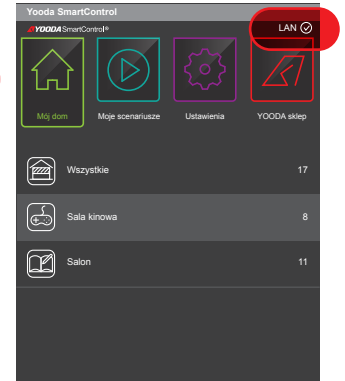 Yooda SmartControl
YOODA SmartControl®
LAN
Mój dom
Moje scenariusze
Ustawienia
YOODA sklep
Wszystkie 17
Sala kinowa 8
Salon 11